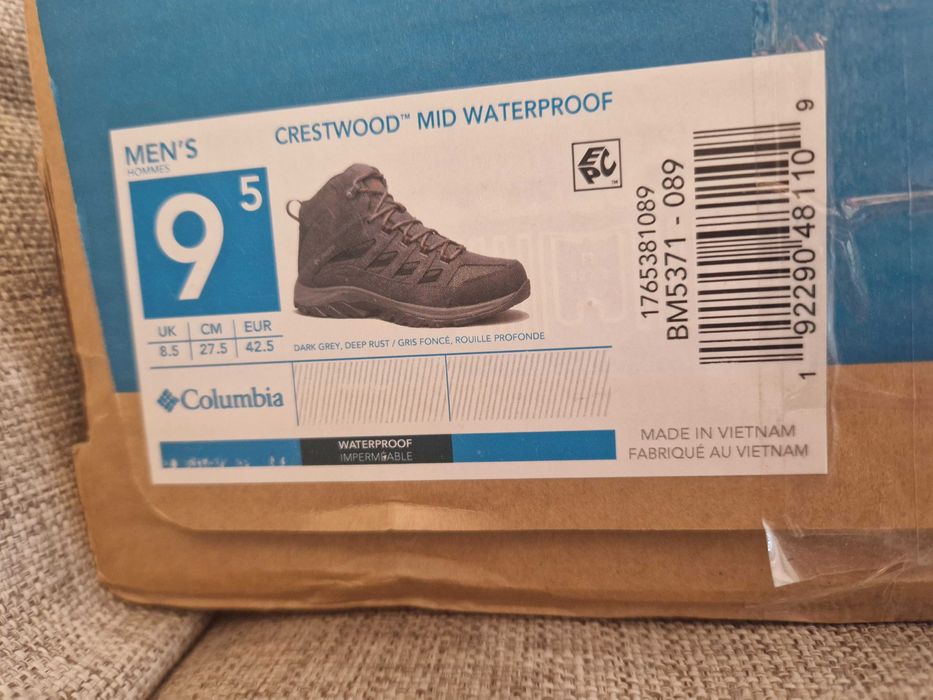 MEN'S
HOMMES
9 5
UK CM EUR
8.5 27.5 42.5
CRESTWOOD™ MID WATERPROOF
EPC
DARK GREY, DEEP RUST / GRIS FONCÉ, ROUILLE PROFONDE
Columbia
WATERPROOF
IMPERMÉABLE
1765381089
BM5371 - 089
1 92290 48110 9
MADE IN VIETNAM
FABRIQUÉ AU VIETNAM